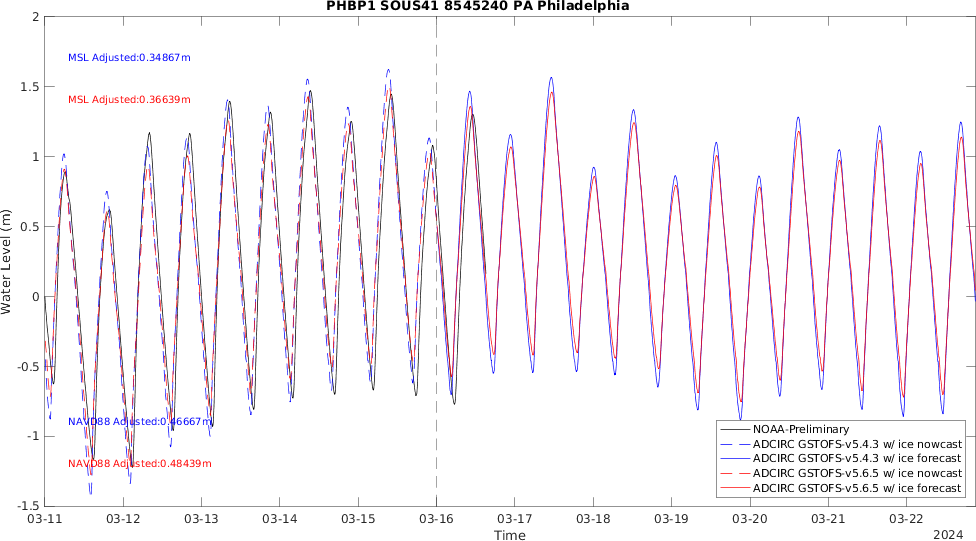 PHBP1 SOUS41 8545240 PA Philadelphia
2
1.5
1
0.5
0
-0.5
-1
-1.5
Water Level (m)
MSL Adjusted:0.34867m
MSL Adjusted:0.36639m
NAVD88 Adjusted:0.46667m
NAVD88 Adjusted:0.48439m
NOAA-Preliminary
ADCIRC GSTOFS-v5.4.3 w/ ice nowcast
ADCIRC GSTOFS-v5.4.3 w/ ice forecast
ADCIRC GSTOFS-v5.6.5 w/ ice nowcast
ADCIRC GSTOFS-v5.6.5 w/ ice forecast
03-11 03-12 03-13 03-14 03-15 03-16 03-17 03-18 03-19 03-20 03-21 03-22
Time
2024